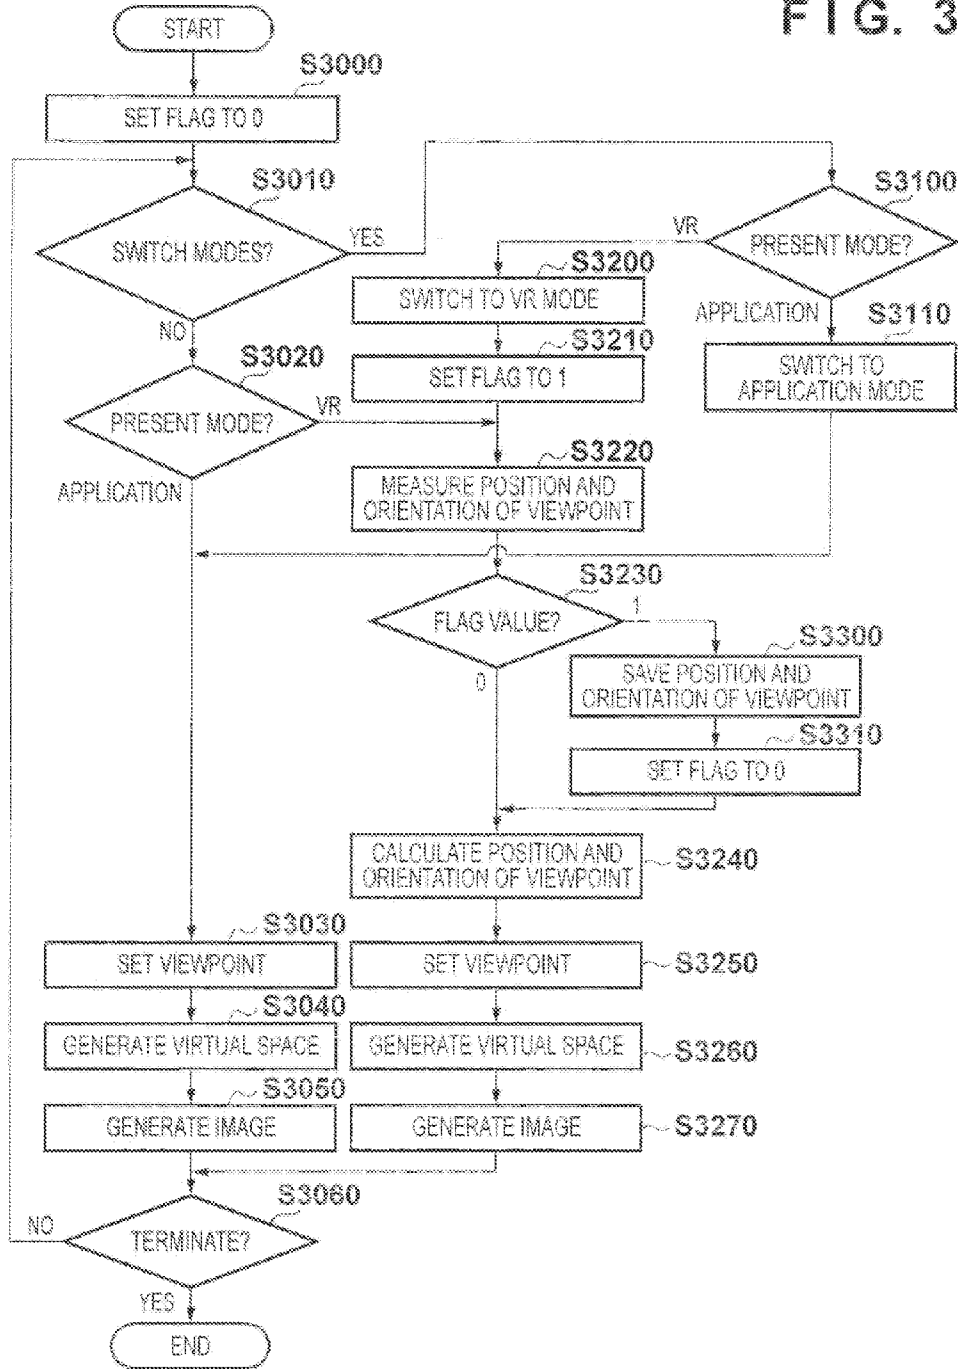 FIG. 3
START
S3000
SET FLAG TO 0
S3010
SWITCH MODES?
YES
NO
S3100
PRESENT MODE?
VR
APPLICATION
S3110
SWITCH TO
APPLICATION MODE
S3200
SWITCH TO VR MODE
S3210
SET FLAG TO 1
S3020
PRESENT MODE?
VR
APPLICATION
S3220
MEASURE POSITION AND
ORIENTATION OF VIEWPOINT
S3230
FLAG VALUE?
1
0
S3300
SAVE POSITION AND
ORIENTATION OF VIEWPOINT
S3310
SET FLAG TO 0
CALCULATE POSITION AND
ORIENTATION OF VIEWPOINT
S3240
S3030
SET VIEWPOINT
SET VIEWPOINT
S3250
S3040
GENERATE VIRTUAL SPACE
GENERATE VIRTUAL SPACE
S3260
S3050
GENERATE IMAGE
GENERATE IMAGE
S3270
S3060
TERMINATE?
NO
YES
END